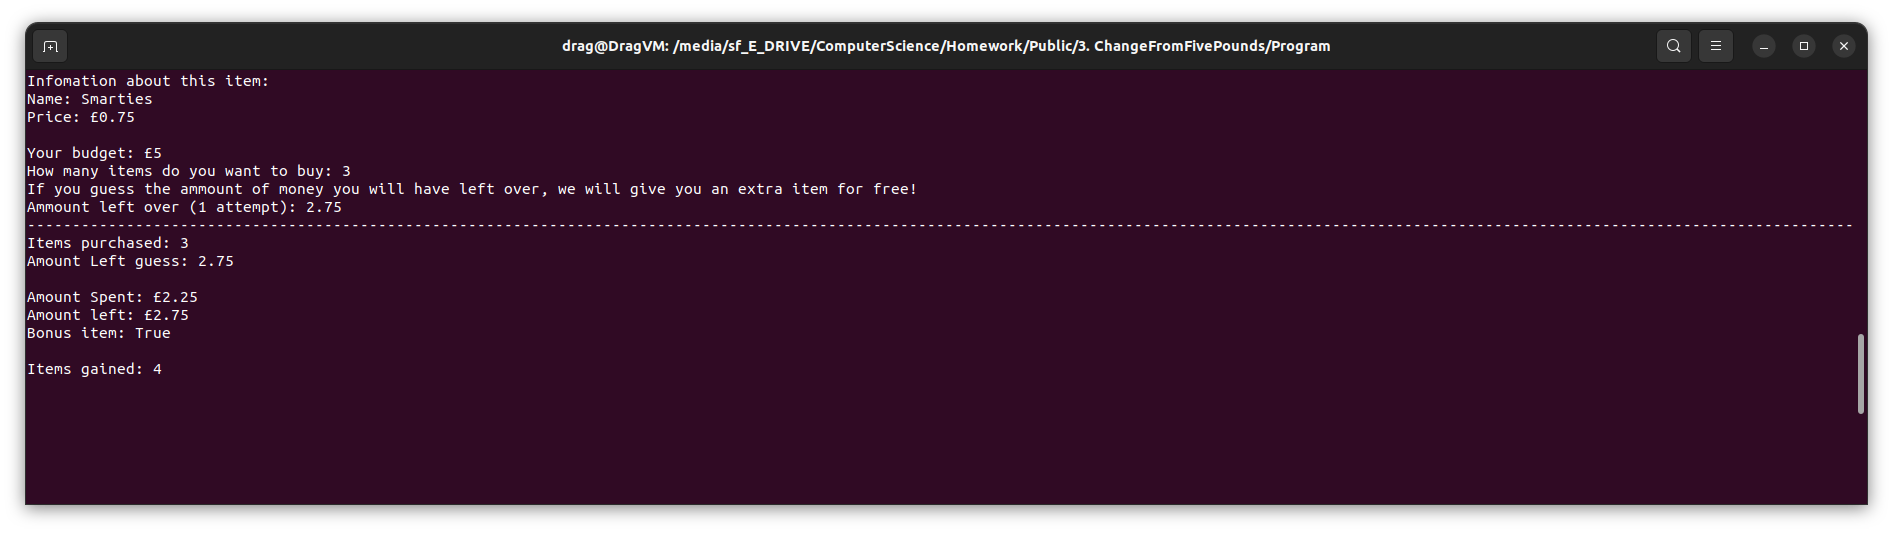 drag@DragVM: /media/sf_E_DRIVE/ComputerScience/Homework/Public/3. ChangeFromFivePounds/Program
Infomation about this item:
Name: Smarties
Price: £0.75
Your budget: £5
How many items do you want to buy: 3
If you guess the ammount of money you will have left over, we will give you an extra item for free!
Ammount left over (1 attempt): 2.75
-----------------------------------------------------------------------------------------------------------------------------------------------------------------------------------------------------------
Items purchased: 3
Amount Left guess: 2.75
Amount Spent: £2.25
Amount left: £2.75
Bonus item: True
Items gained: 4